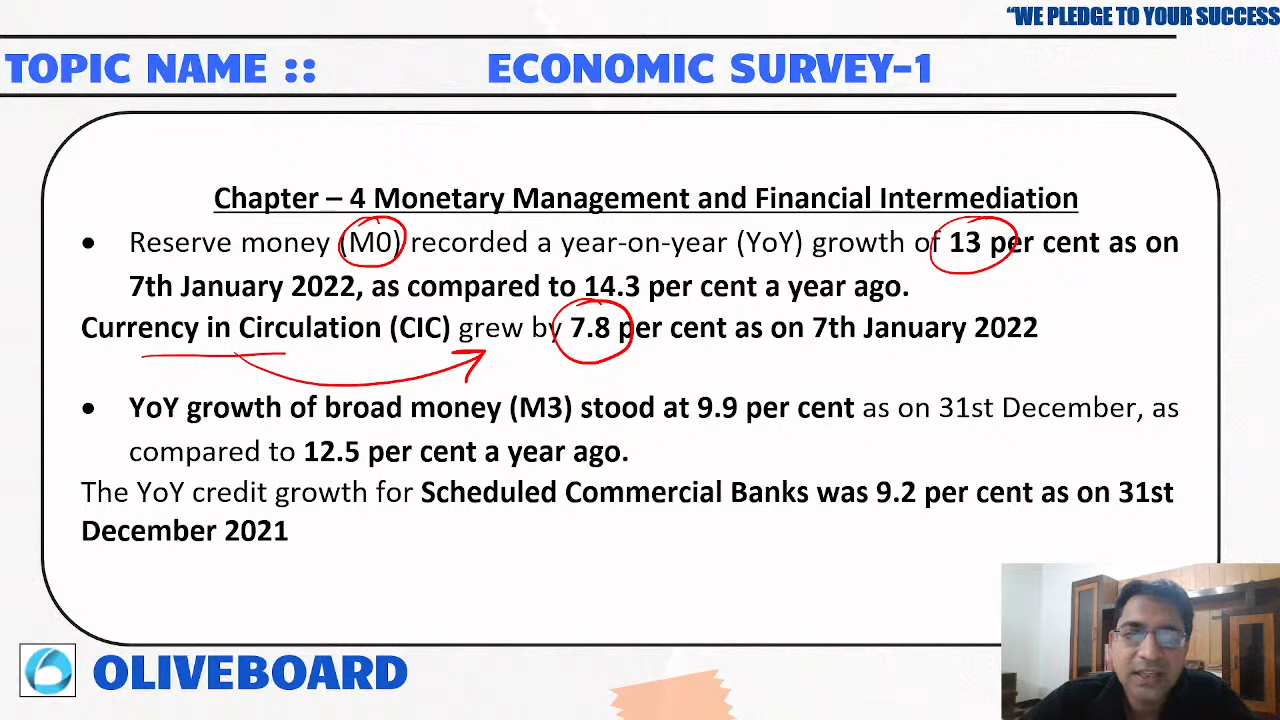 “WE PLEDGE TO YOUR SUCCESS
TOPIC NAME :: ECONOMIC SURVEY-1
Chapter – 4 Monetary Management and Financial Intermediation
• Reserve money (M0) recorded a year-on-year (YoY) growth of 13 per cent as on
7th January 2022, as compared to 14.3 per cent a year ago.
Currency in Circulation (CIC) grew by 7.8 per cent as on 7th January 2022
• YoY growth of broad money (M3) stood at 9.9 per cent as on 31st December, as
compared to 12.5 per cent a year ago.
The YoY credit growth for Scheduled Commercial Banks was 9.2 per cent as on 31st
December 2021
OLIVEBOARD